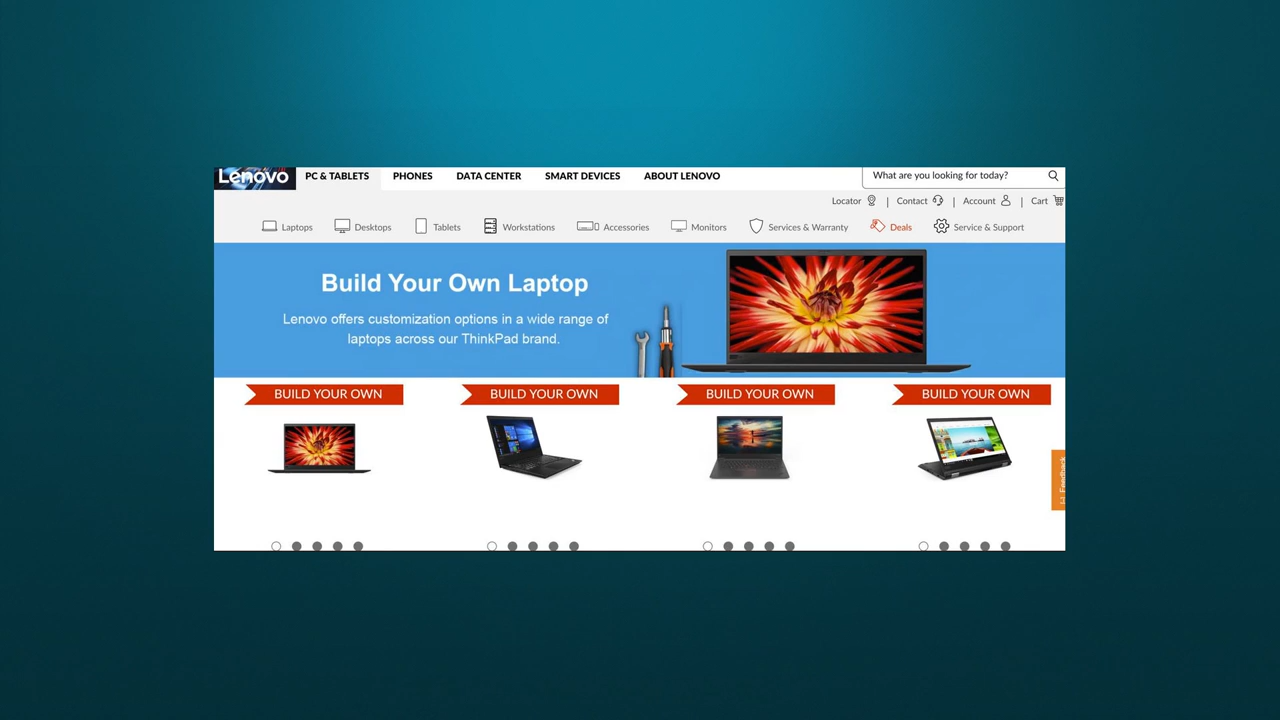 Lenovo PC & TABLETS PHONES DATA CENTER SMART DEVICES ABOUT LENOVO What are you looking for today?
Locator | Contact | Account | Cart
Laptops Desktops Tablets Workstations Accessories Monitors Services & Warranty Deals Service & Support
Build Your Own Laptop
Lenovo offers customization options in a wide range of
laptops across our ThinkPad brand.
BUILD YOUR OWN BUILD YOUR OWN BUILD YOUR OWN BUILD YOUR OWN
[-] Feedback